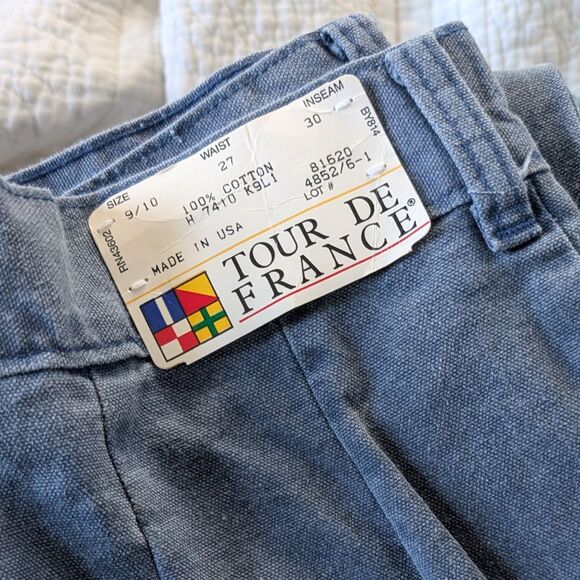 SIZE WAIST INSEAM
9/10 27 30
RN43602
BY814
100% COTTON 81620
H 7410 K9L1 4852/6-1
LOT #
MADE IN USA
TOUR DE
FRANCE®